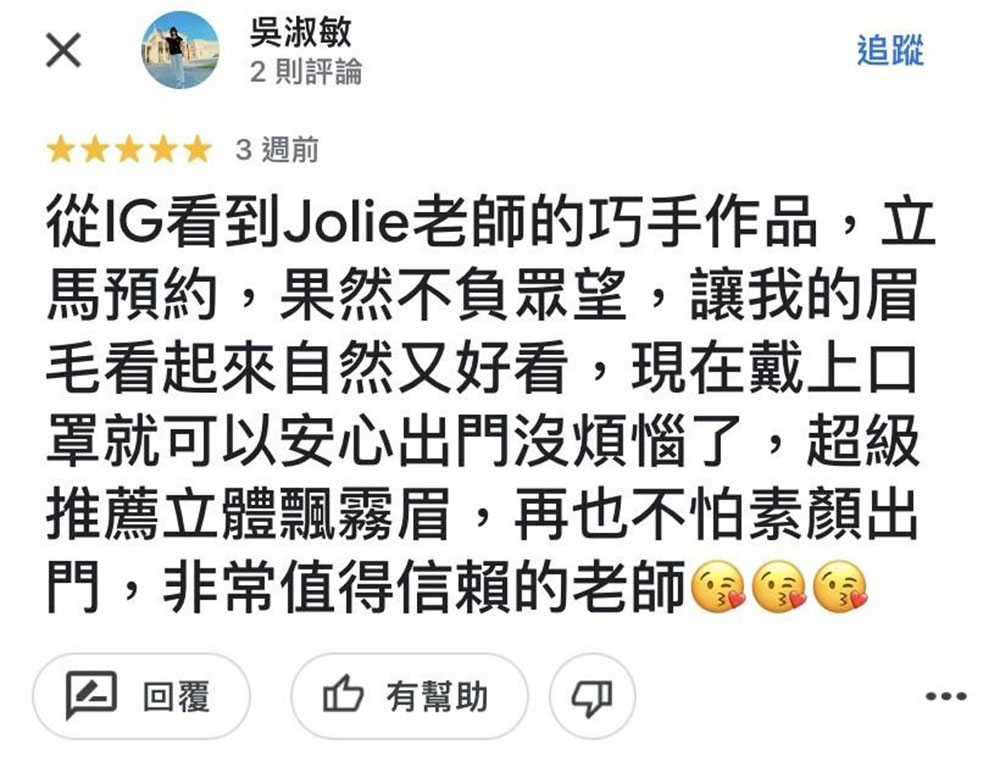 吳淑敏
2 則評論
追蹤
3 週前
從IG看到Jolie老師的巧手作品，立
馬預約，果然不負眾望，讓我的眉
毛看起來自然又好看，現在戴上口
罩就可以安心出門沒煩惱了，超級
推薦立體飄霧眉，再也不怕素顏出
門，非常值得信賴的老師😘😘😘
回覆
有幫助